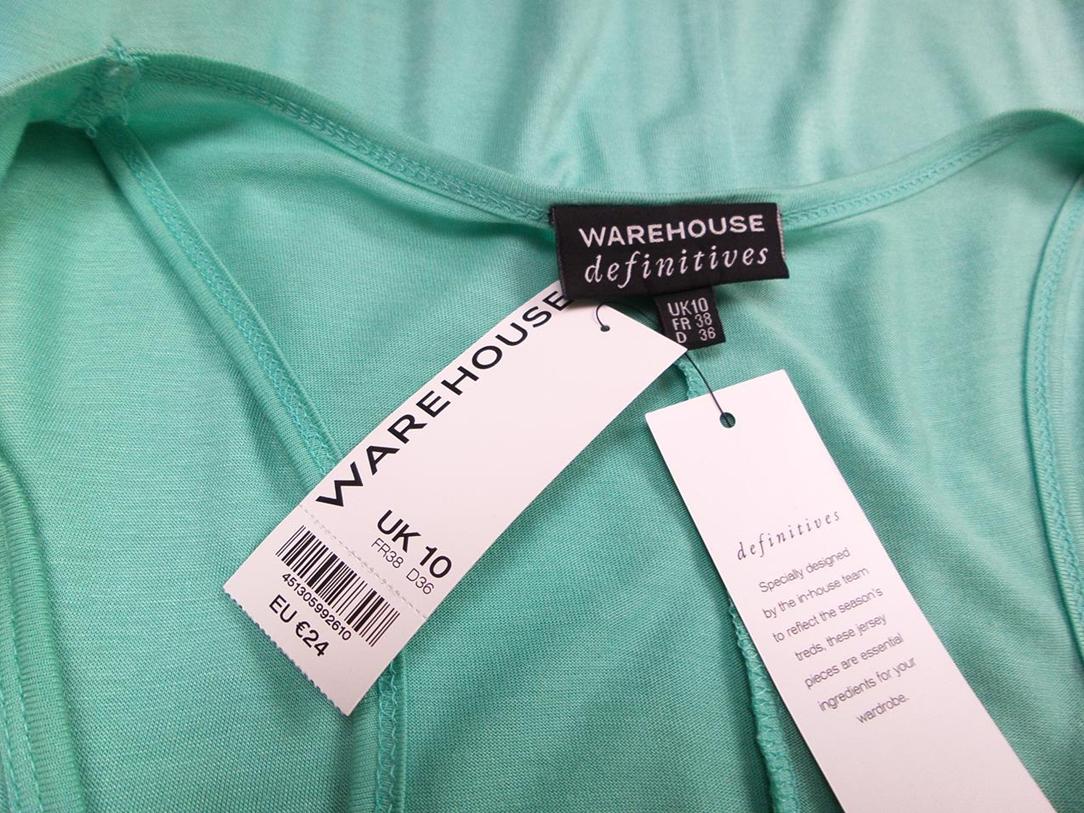 WAREHOUSE
definitives
UK10
FR 38
D 36
WAREHOUSE
UK 10
FR38 D36
451305992610
EU €24
definitives
Specially designed
by the in-house team
to reflect the season's
treds, these jersey
pieces are essential
ingredients for your
wardrobe.